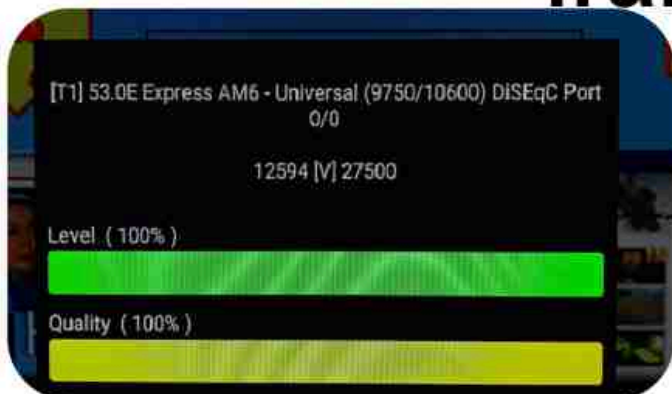 [T1] 53.0E Express AM6 - Universal (9750/10600) DiSEqC Port
0/0
12594 [V] 27500
Level ( 100% )
Quality ( 100% )